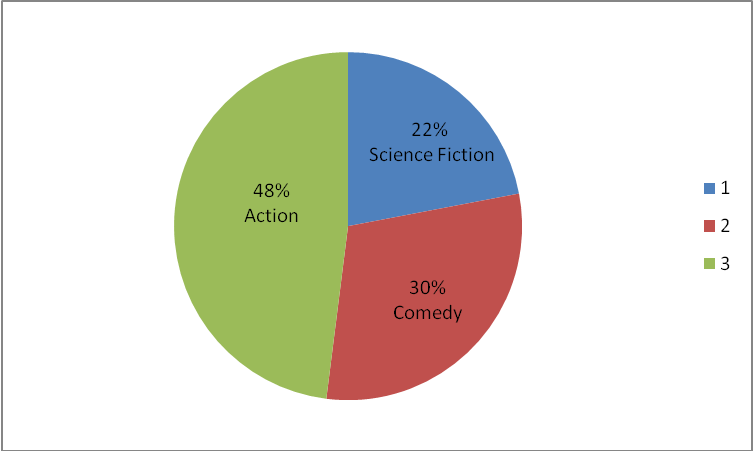 22%
Science Fiction
48%
Action
30%
Comedy
1
2
3